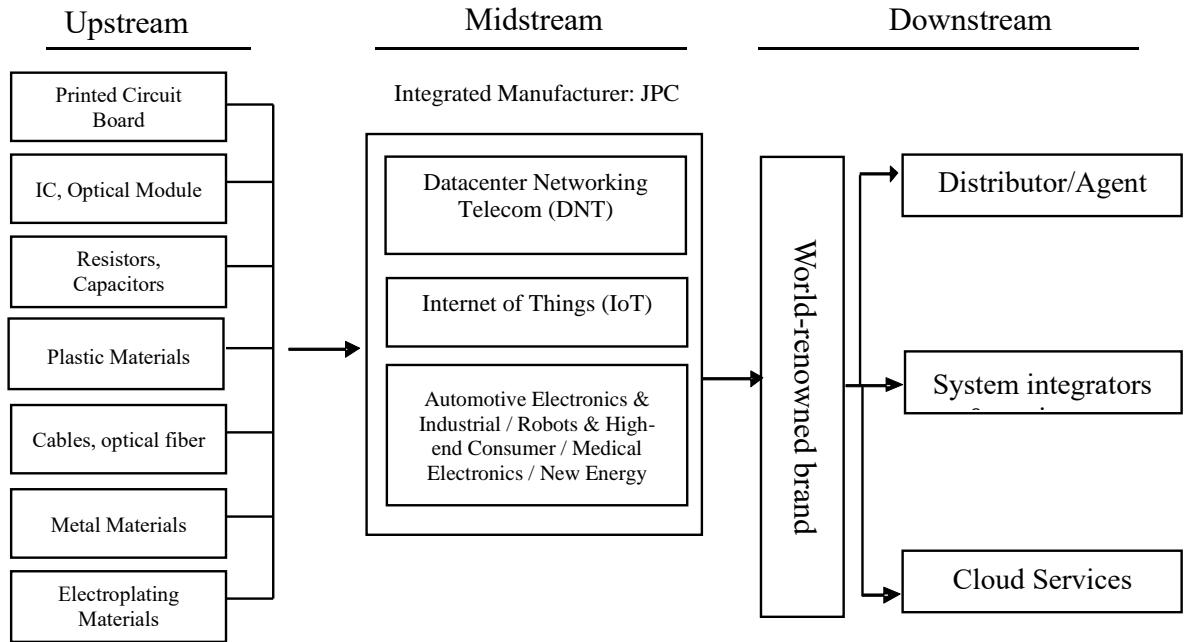 Upstream
Midstream
Downstream
Printed Circuit
Board
IC, Optical Module
Resistors,
Capacitors
Plastic Materials
Cables, optical fiber
Metal Materials
Electroplating
Materials
Integrated Manufacturer: JPC
Datacenter Networking
Telecom (DNT)
Internet of Things (IoT)
Automotive Electronics &
Industrial / Robots & High-
end Consumer / Medical
Electronics / New Energy
World-renowned brand
Distributor/Agent
System integrators
Cloud Services